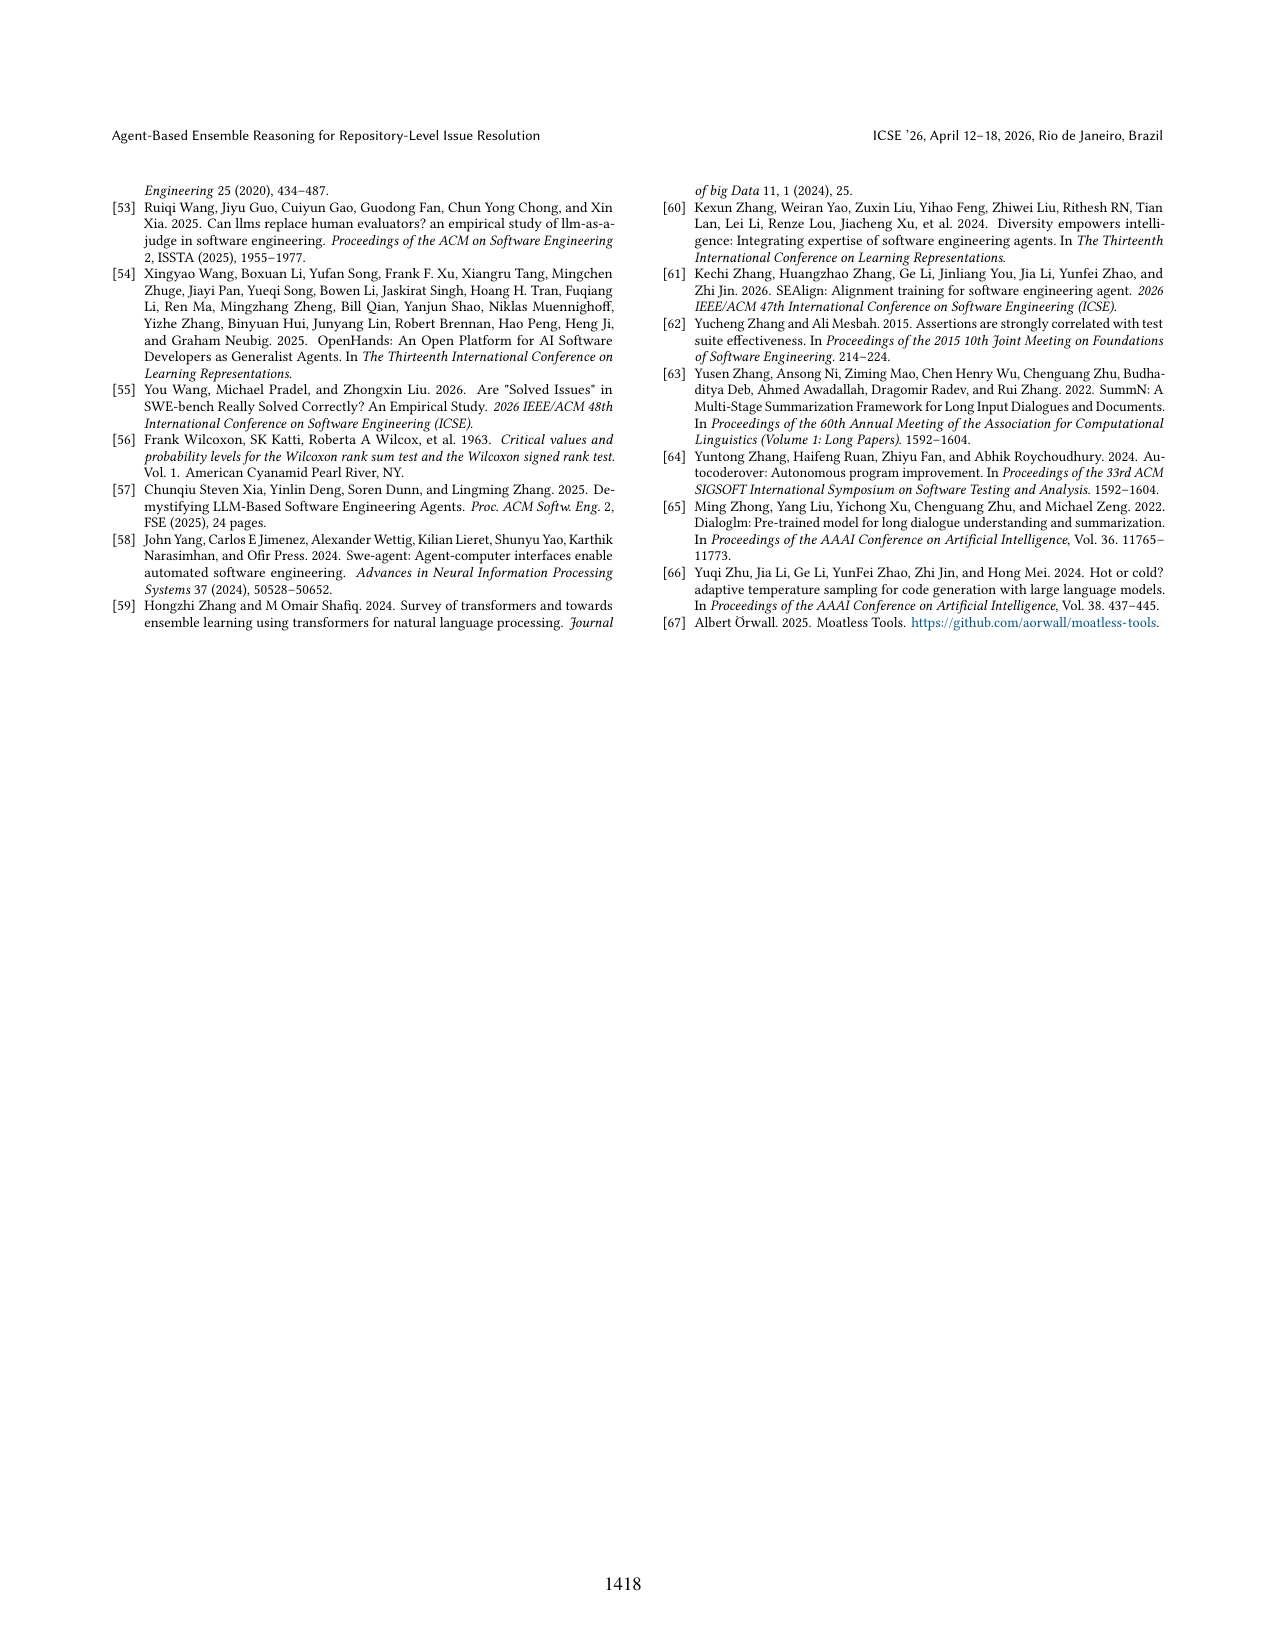 Agent-Based Ensemble Reasoning for Repository-Level Issue Resolution
ICSE ’26, April 12–18, 2026, Rio de Janeiro, Brazil
Engineering 25 (2020), 434–487.
[53] Ruiqi Wang, Jiyu Guo, Cuiyun Gao, Guodong Fan, Chun Yong Chong, and Xin
Xia. 2025. Can llms replace human evaluators? an empirical study of llm-as-a-
judge in software engineering. Proceedings of the ACM on Software Engineering
2, ISSTA (2025), 1955–1977.
[54] Xingyao Wang, Boxuan Li, Yufan Song, Frank F. Xu, Xiangru Tang, Mingchen
Zhuge, Jiayi Pan, Yueqi Song, Bowen Li, Jaskirat Singh, Hoang H. Tran, Fuqiang
Li, Ren Ma, Mingzhang Zheng, Bill Qian, Yanjun Shao, Niklas Muennighoff,
Yizhe Zhang, Binyuan Hui, Junyang Lin, Robert Brennan, Hao Peng, Heng Ji,
and Graham Neubig. 2025. OpenHands: An Open Platform for AI Software
Developers as Generalist Agents. In The Thirteenth International Conference on
Learning Representations.
[55] You Wang, Michael Pradel, and Zhongxin Liu. 2026. Are "Solved Issues" in
SWE-bench Really Solved Correctly? An Empirical Study. 2026 IEEE/ACM 48th
International Conference on Software Engineering (ICSE).
[56] Frank Wilcoxon, SK Katti, Roberta A Wilcox, et al. 1963. Critical values and
probability levels for the Wilcoxon rank sum test and the Wilcoxon signed rank test.
Vol. 1. American Cyanamid Pearl River, NY.
[57] Chunqiu Steven Xia, Yinlin Deng, Soren Dunn, and Lingming Zhang. 2025. De-
mystifying LLM-Based Software Engineering Agents. Proc. ACM Softw. Eng. 2,
FSE (2025), 24 pages.
[58] John Yang, Carlos E Jimenez, Alexander Wettig, Kilian Lieret, Shunyu Yao, Karthik
Narasimhan, and Ofir Press. 2024. Swe-agent: Agent-computer interfaces enable
automated software engineering. Advances in Neural Information Processing
Systems 37 (2024), 50528–50652.
[59] Hongzhi Zhang and M Omair Shafiq. 2024. Survey of transformers and towards
ensemble learning using transformers for natural language processing. Journal
of big Data 11, 1 (2024), 25.
[60] Kexun Zhang, Weiran Yao, Zuxin Liu, Yihao Feng, Zhiwei Liu, Rithesh RN, Tian
Lan, Lei Li, Renze Lou, Jiacheng Xu, et al. 2024. Diversity empowers intelli-
gence: Integrating expertise of software engineering agents. In The Thirteenth
International Conference on Learning Representations.
[61] Kechi Zhang, Huangzhao Zhang, Ge Li, Jinliang You, Jia Li, Yunfei Zhao, and
Zhi Jin. 2026. SEAlign: Alignment training for software engineering agent. 2026
IEEE/ACM 47th International Conference on Software Engineering (ICSE).
[62] Yucheng Zhang and Ali Mesbah. 2015. Assertions are strongly correlated with test
suite effectiveness. In Proceedings of the 2015 10th Joint Meeting on Foundations
of Software Engineering. 214–224.
[63] Yusen Zhang, Ansong Ni, Ziming Mao, Chen Henry Wu, Chenguang Zhu, Budha-
ditya Deb, Ahmed Awadallah, Dragomir Radev, and Rui Zhang. 2022. SummN: A
Multi-Stage Summarization Framework for Long Input Dialogues and Documents.
In Proceedings of the 60th Annual Meeting of the Association for Computational
Linguistics (Volume 1: Long Papers). 1592–1604.
[64] Yuntong Zhang, Haifeng Ruan, Zhiyu Fan, and Abhik Roychoudhury. 2024. Au-
tocoderover: Autonomous program improvement. In Proceedings of the 33rd ACM
SIGSOFT International Symposium on Software Testing and Analysis. 1592–1604.
[65] Ming Zhong, Yang Liu, Yichong Xu, Chenguang Zhu, and Michael Zeng. 2022.
Dialoglm: Pre-trained model for long dialogue understanding and summarization.
In Proceedings of the AAAI Conference on Artificial Intelligence, Vol. 36. 11765–
11773.
[66] Yuqi Zhu, Jia Li, Ge Li, YunFei Zhao, Zhi Jin, and Hong Mei. 2024. Hot or cold?
adaptive temperature sampling for code generation with large language models.
In Proceedings of the AAAI Conference on Artificial Intelligence, Vol. 38. 437–445.
[67] Albert Örwall. 2025. Moatless Tools. https://github.com/aorwall/moatless-tools.
1418